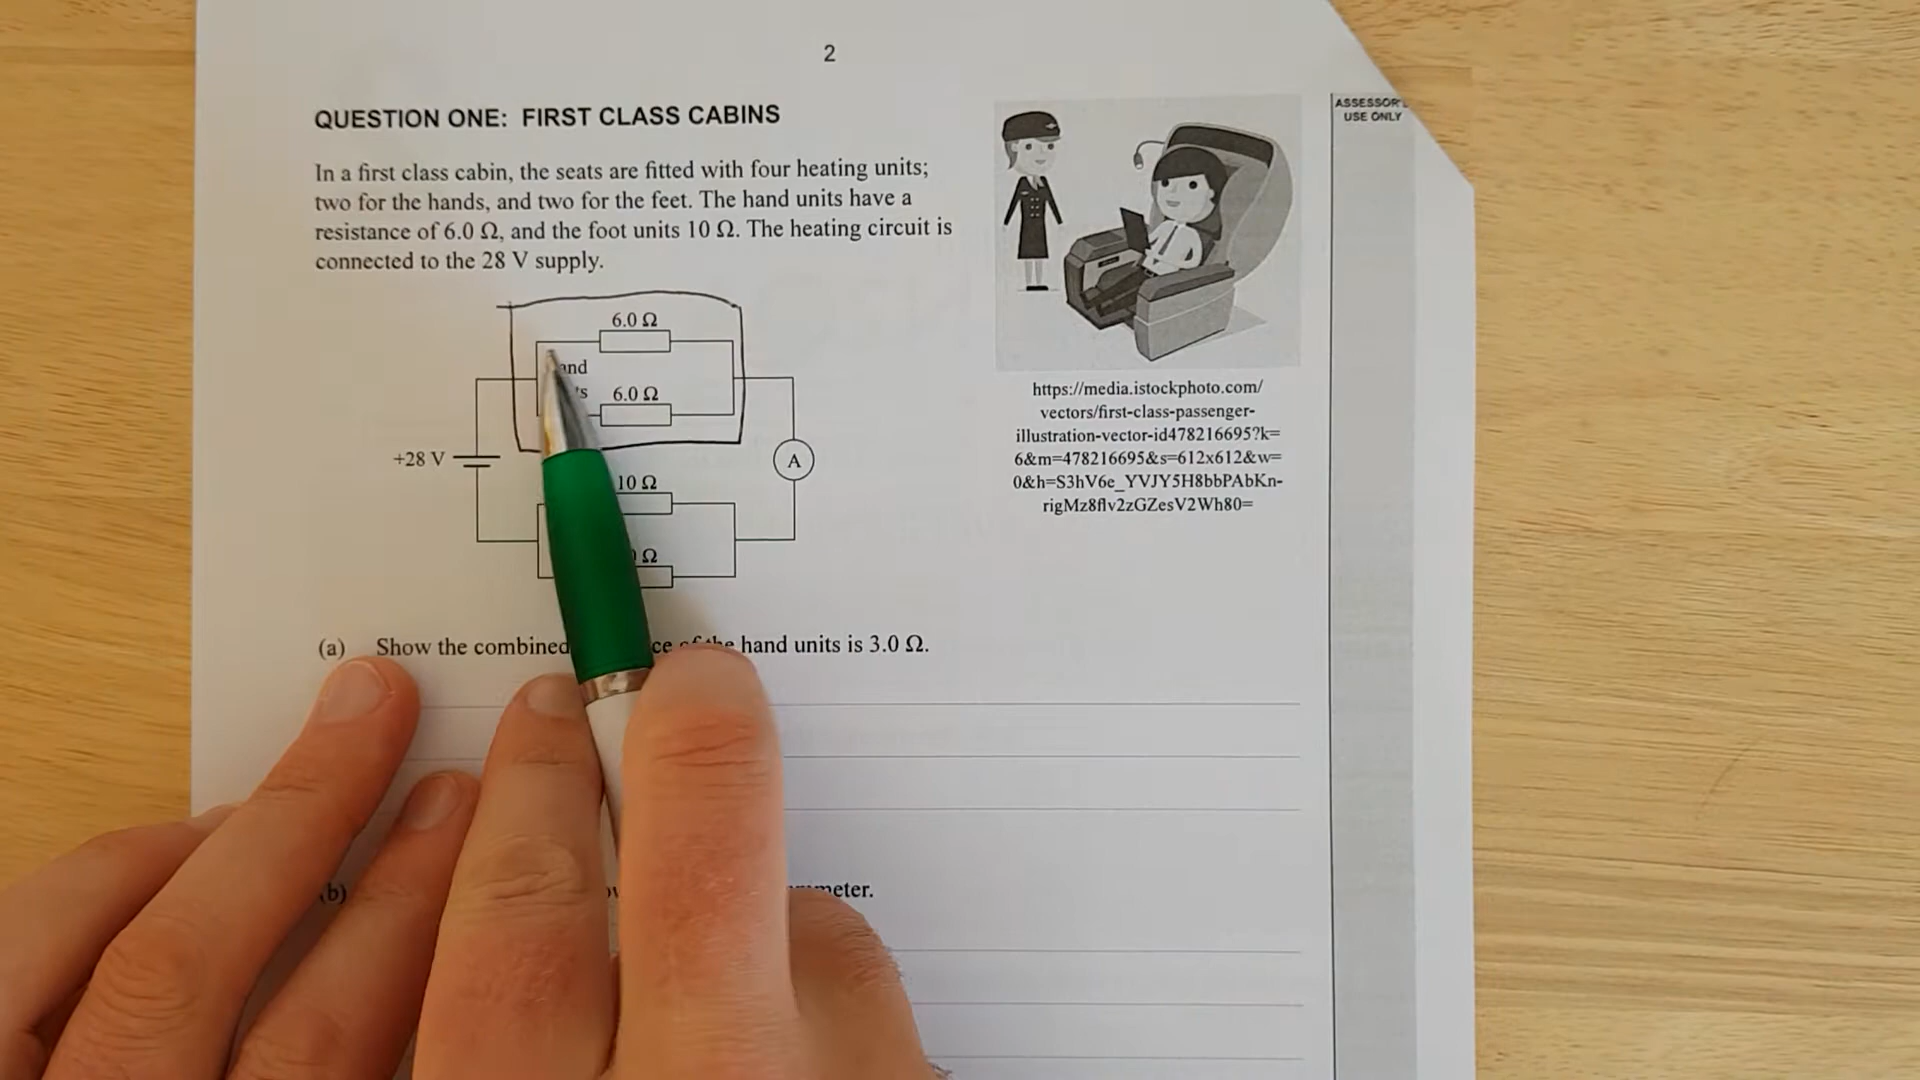 2
QUESTION ONE: FIRST CLASS CABINS
ASSESSOR'S
USE ONLY
In a first class cabin, the seats are fitted with four heating units;
two for the hands, and two for the feet. The hand units have a
resistance of 6.0 Ω, and the foot units 10 Ω. The heating circuit is
connected to the 28 V supply.
6.0 Ω
6.0 Ω
+28 V
A
10 Ω
Ω
https://media.istockphoto.com/
vectors/first-class-passenger-
illustration-vector-id478216695?k=
6&m=478216695&s=612x612&w=
0&h=S3hV6e_YVJY5H8bbPAbKn-
rigMz8flv2zGZesV2Wh80=
(a) Show the combined of the hand units is 3.0 Ω.
(b)